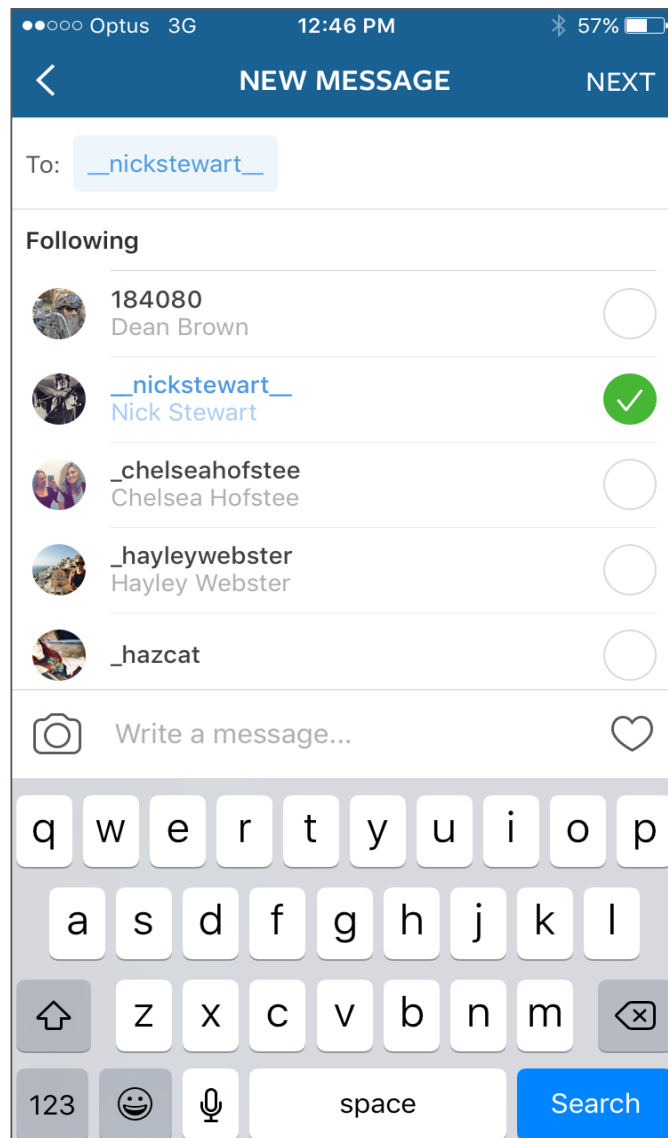 Optus 3G 12:46 PM 57%
NEW MESSAGE NEXT
To: __nickstewart__
Following
184080
Dean Brown
__nickstewart__
Nick Stewart
_chelseahofstee
Chelsea Hofstee
_hayleywebster
Hayley Webster
_hazcat
Write a message...
q w e r t y u i o p
a s d f g h j k l
z x c v b n m
123 space Search